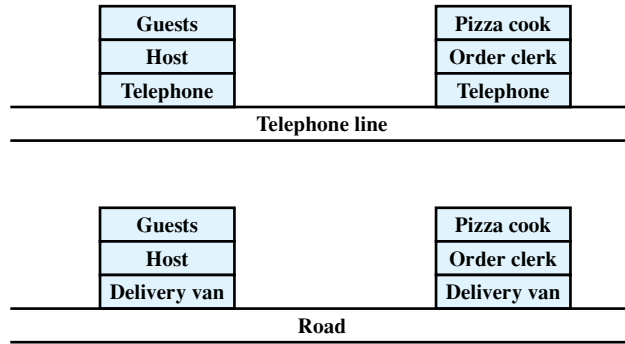 Guests Pizza cook
Host Order clerk
Telephone Telephone
Telephone line
Guests Pizza cook
Host Order clerk
Delivery van Delivery van
Road